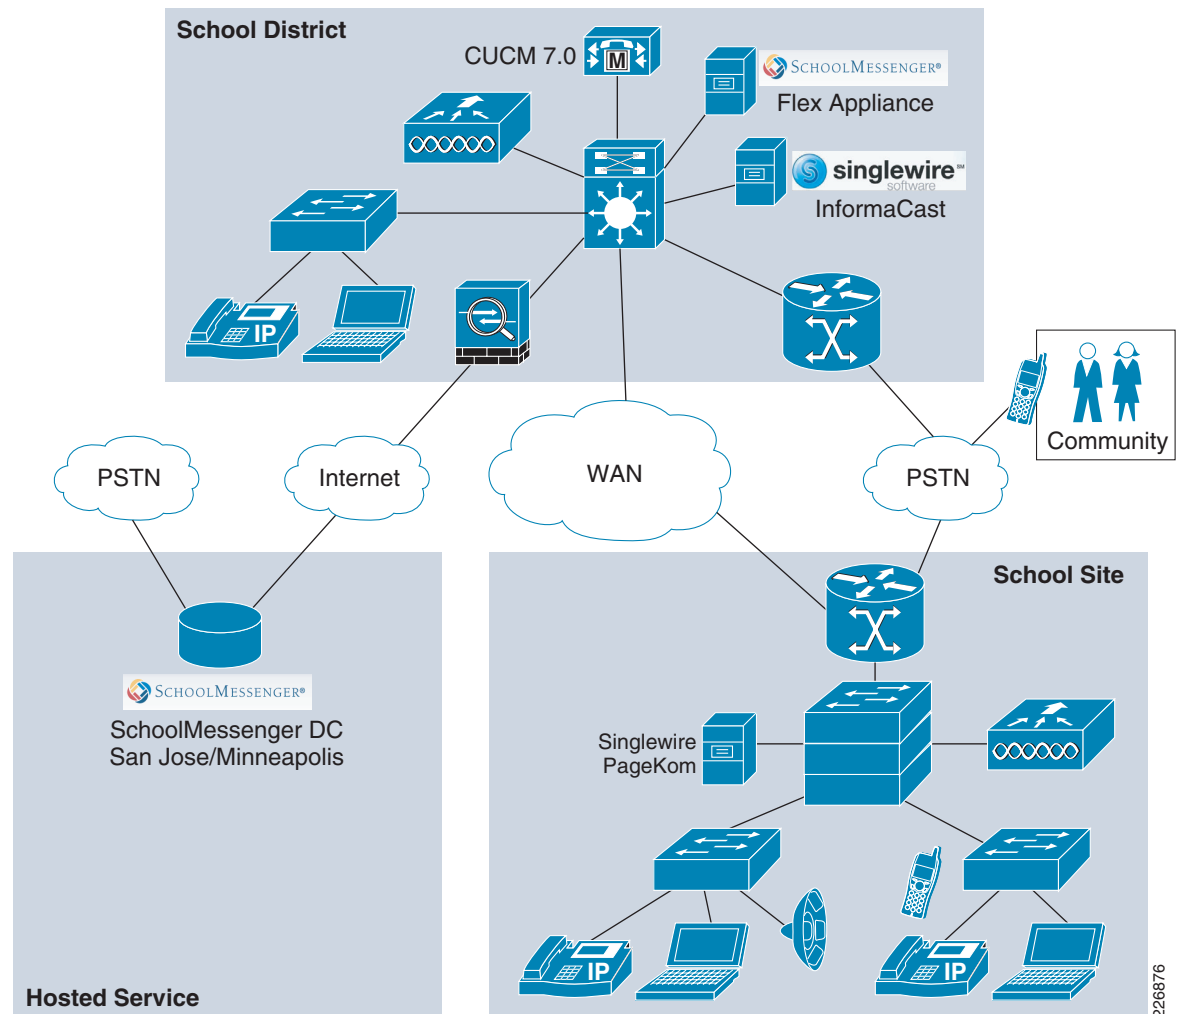 School District
CUCM 7.0
M
SCHOOLMESSENGER®
Flex Appliance
singlewire℠
software
InformaCast
IP
Community
PSTN
Internet
WAN
PSTN
School Site
SCHOOLMESSENGER®
SchoolMessenger DC
San Jose/Minneapolis
Singlewire
PageKom
IP
IP
Hosted Service
226876